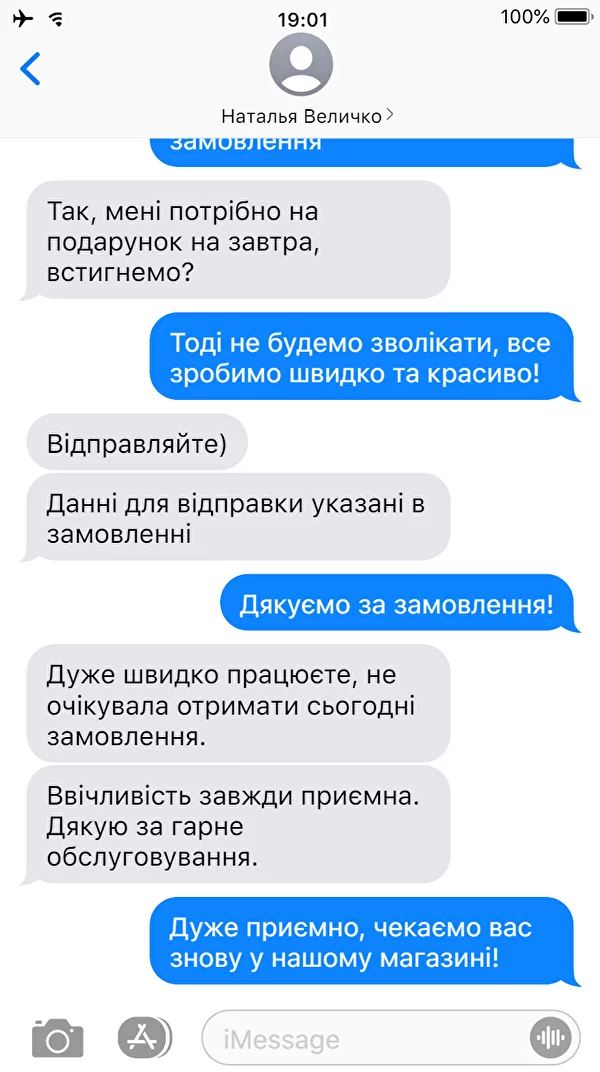 19:01
100%
Наталья Величко
замовлення
Так, мені потрібно на
подарунок на завтра,
встигнемо?
Тоді не будемо зволікати, все
зробимо швидко та красиво!
Відправляйте)
Данні для відправки указані в
замовленні
Дякуємо за замовлення!
Дуже швидко працюєте, не
очікувала отримати сьогодні
замовлення.
Ввічливість завжди приємна.
Дякую за гарне
обслуговування.
Дуже приємно, чекаємо вас
знову у нашому магазині!
iMessage